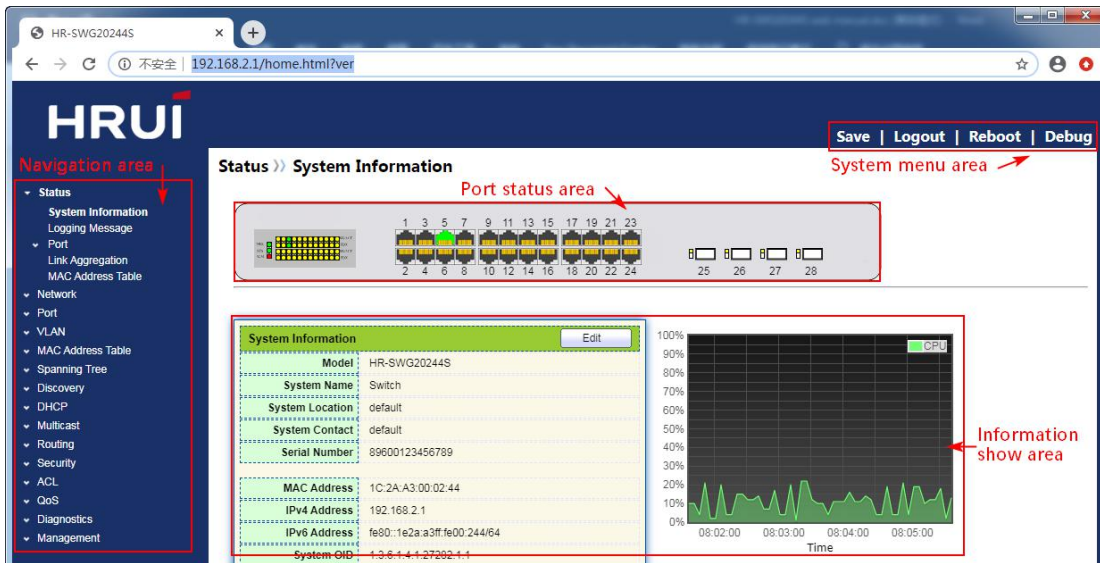 HR-SWG20244S
不安全 | 192.168.2.1/home.html?ver
HRUI
Save | Logout | Reboot | Debug
Navigation area
Status » System Information
System menu area
Port status area
Status
System Information
Logging Message
Port
Link Aggregation
MAC Address Table
Network
Port
VLAN
MAC Address Table
Spanning Tree
Discovery
DHCP
Multicast
Routing
Security
ACL
QoS
Diagnostics
Management
1 3 5 7 9 11 13 15 17 19 21 23
2 4 6 8 10 12 14 16 18 20 22 24
25 26 27 28
System Information Edit
Model HR-SWG20244S
System Name Switch
System Location default
System Contact default
Serial Number 89600123456789
MAC Address 1C:2A:A3:00:02:44
IPv4 Address 192.168.2.1
IPv6 Address fe80::1e2a:a3ff:fe00:244/64
System OID 1.3.6.1.4.1.27282.1.1
100%
90%
80%
70%
60%
50%
40%
30%
20%
10%
0%
CPU
08:02:00 08:03:00 08:04:00 08:05:00
Time
Information
show area